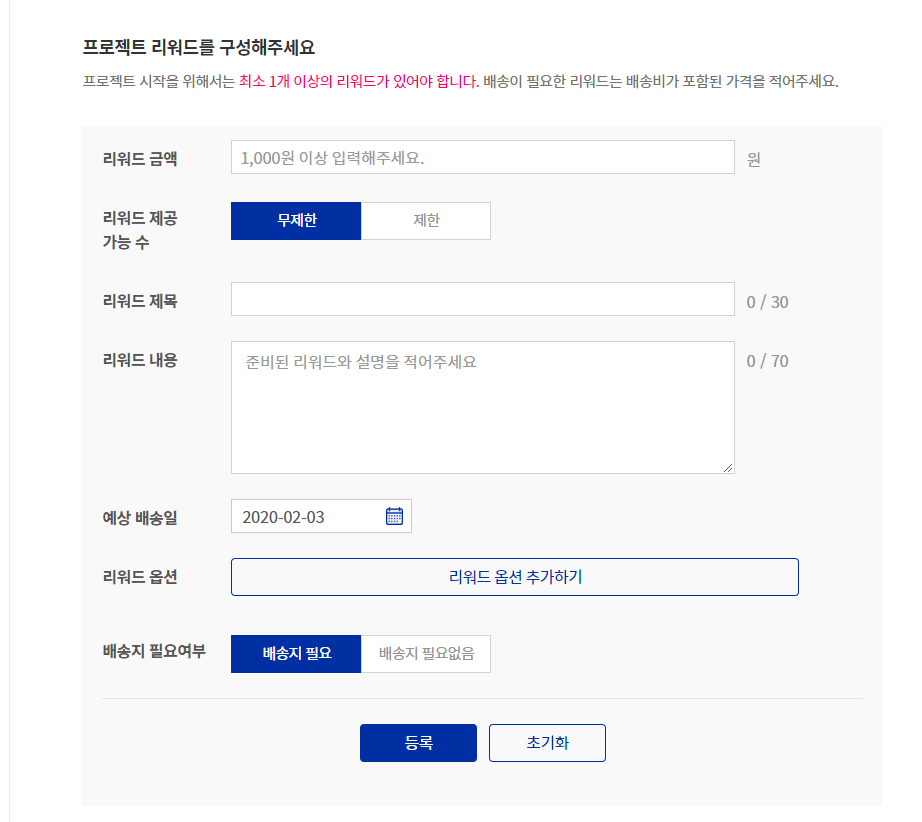 프로젝트 리워드를 구성해주세요
프로젝트 시작을 위해서는 최소 1개 이상의 리워드가 있어야 합니다. 배송이 필요한 리워드는 배송비가 포함된 가격을 적어주세요.
리워드 금액 1,000원 이상 입력해주세요. 원
리워드 제공 가능 수 무제한 제한
리워드 제목 0 / 30
리워드 내용 준비된 리워드와 설명을 적어주세요 0 / 70
예상 배송일 2020-02-03
리워드 옵션 리워드 옵션 추가하기
배송지 필요여부 배송지 필요 배송지 필요없음
등록 초기화